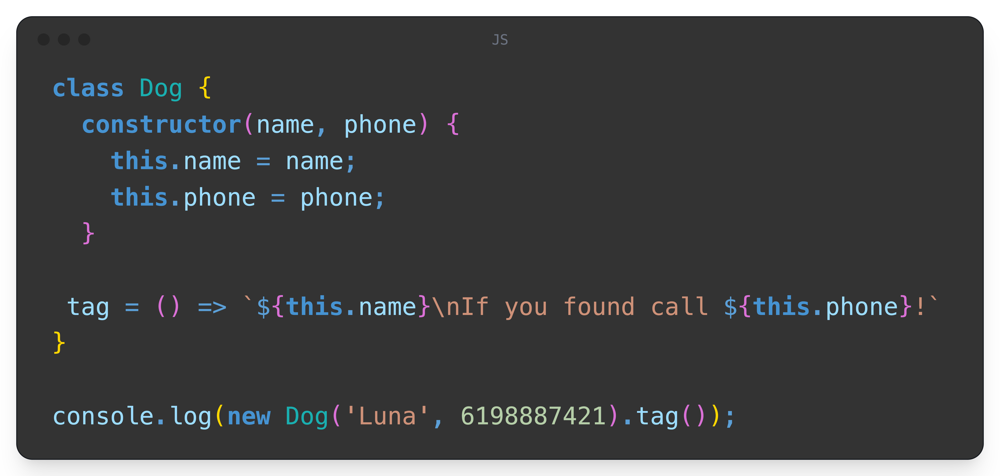 JS
class Dog {
  constructor(name, phone) {
    this.name = name;
    this.phone = phone;
  }
 tag = () => `${this.name}\nIf you found call ${this.phone}!`
}
console.log(new Dog('Luna', 6198887421).tag());